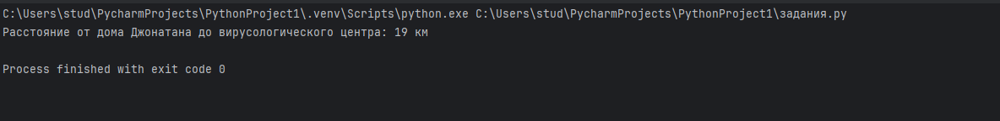 C:\Users\stud\PycharmProjects\PythonProject1\.venv\Scripts\python.exe C:\Users\stud\PycharmProjects\PythonProject1\задания.py
Расстояние от дома Джонатана до вирусологического центра: 19 км
Process finished with exit code 0